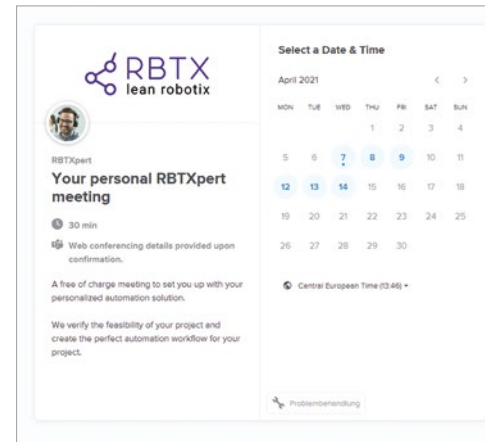 RBTX
lean robotix
RBTXpert
Your personal RBTXpert
meeting
30 min
Web conferencing details provided upon
confirmation.
A free of charge meeting to set you up with your
personalized automation solution.
We verify the feasibility of your project and
create the perfect automation workflow for your
project.
Select a Date & Time
April 2021 < >
MON TUE WED THU FRI SAT SUN
1 2 3 4
5 6 7 8 9 10 11
12 13 14 15 16 17 18
19 20 21 22 23 24 25
26 27 28 29 30
Central European Time (13:46)
Problembehandlung